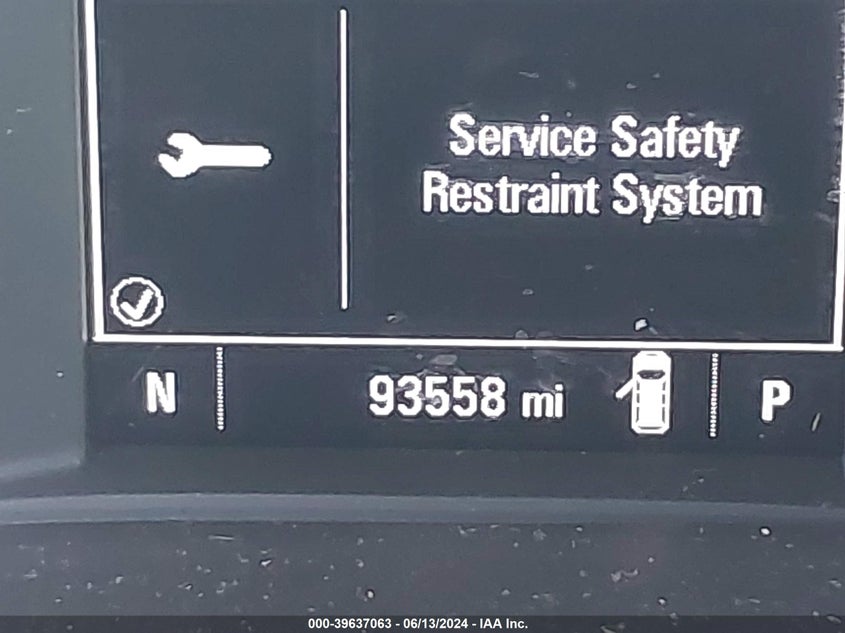 Service Safety
Restraint System
N 93558 mi P
000-39637063 - 06/13/2024 - IAA Inc.